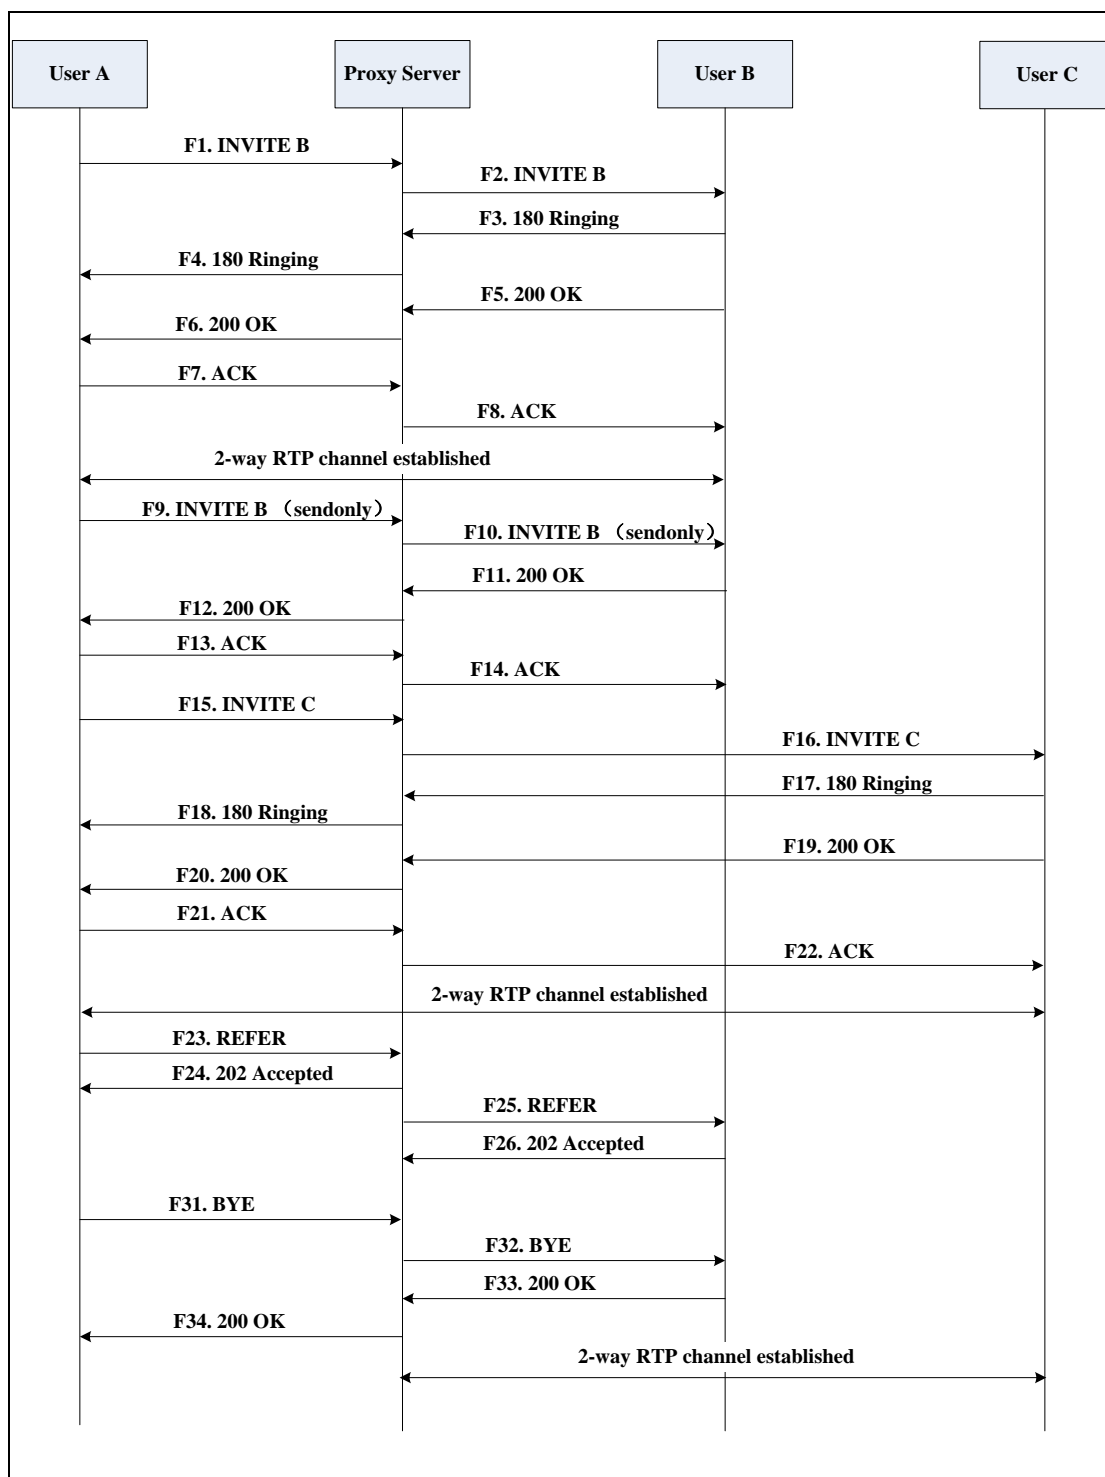 User A
Proxy Server
User B
User C
F1. INVITE B
F2. INVITE B
F3. 180 Ringing
F4. 180 Ringing
F5. 200 OK
F6. 200 OK
F7. ACK
F8. ACK
2-way RTP channel established
F9. INVITE B （sendonly）
F10. INVITE B （sendonly）
F11. 200 OK
F12. 200 OK
F13. ACK
F14. ACK
F15. INVITE C
F16. INVITE C
F17. 180 Ringing
F18. 180 Ringing
F19. 200 OK
F20. 200 OK
F21. ACK
F22. ACK
2-way RTP channel established
F23. REFER
F24. 202 Accepted
F25. REFER
F26. 202 Accepted
F31. BYE
F32. BYE
F33. 200 OK
F34. 200 OK
2-way RTP channel established